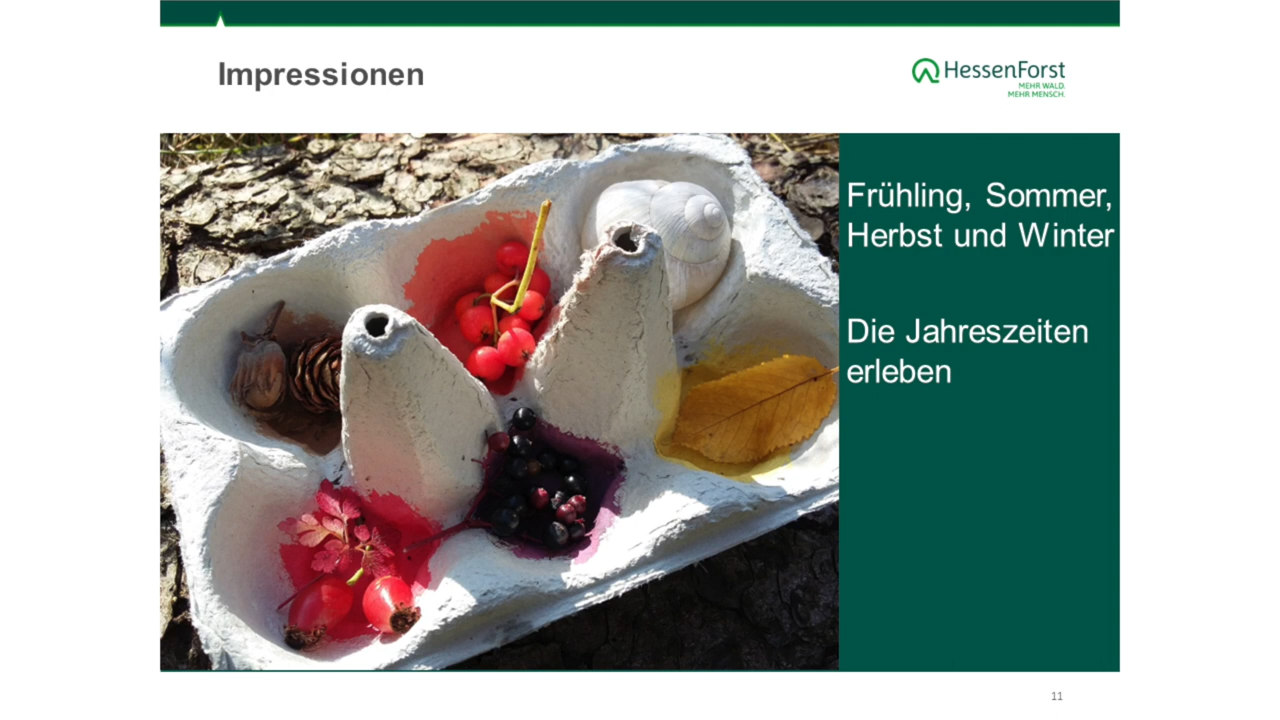 Impressionen
HessenForst
MEHR WALD.
MEHR MENSCH.
Frühling, Sommer,
Herbst und Winter
Die Jahreszeiten
erleben
11